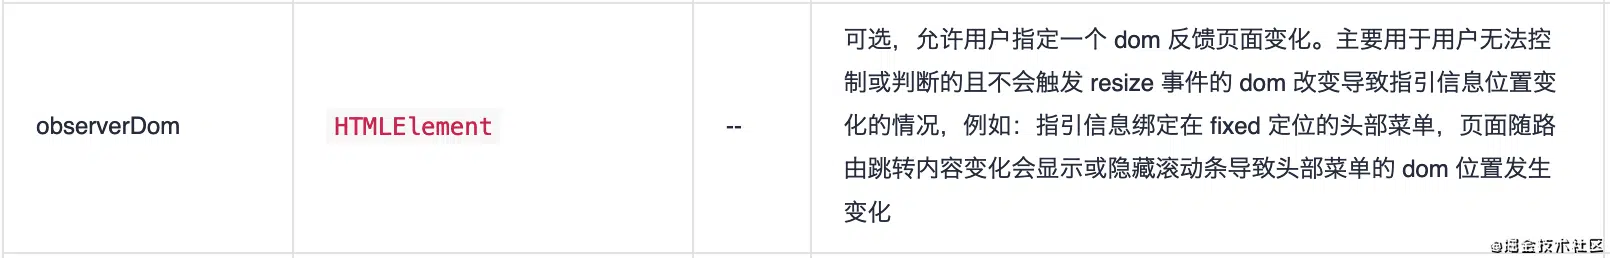 可选，允许用户指定一个 dom 反馈页面变化。主要用于用户无法控
制或判断的且不会触发 resize 事件的 dom 改变导致指引信息位置变
observerDom HTMLElement -- 化的情况，例如：指引信息绑定在 fixed 定位的头部菜单，页面随路
由跳转内容变化会显示或隐藏滚动条导致头部菜单的 dom 位置发生
变化
@掘金技术社区